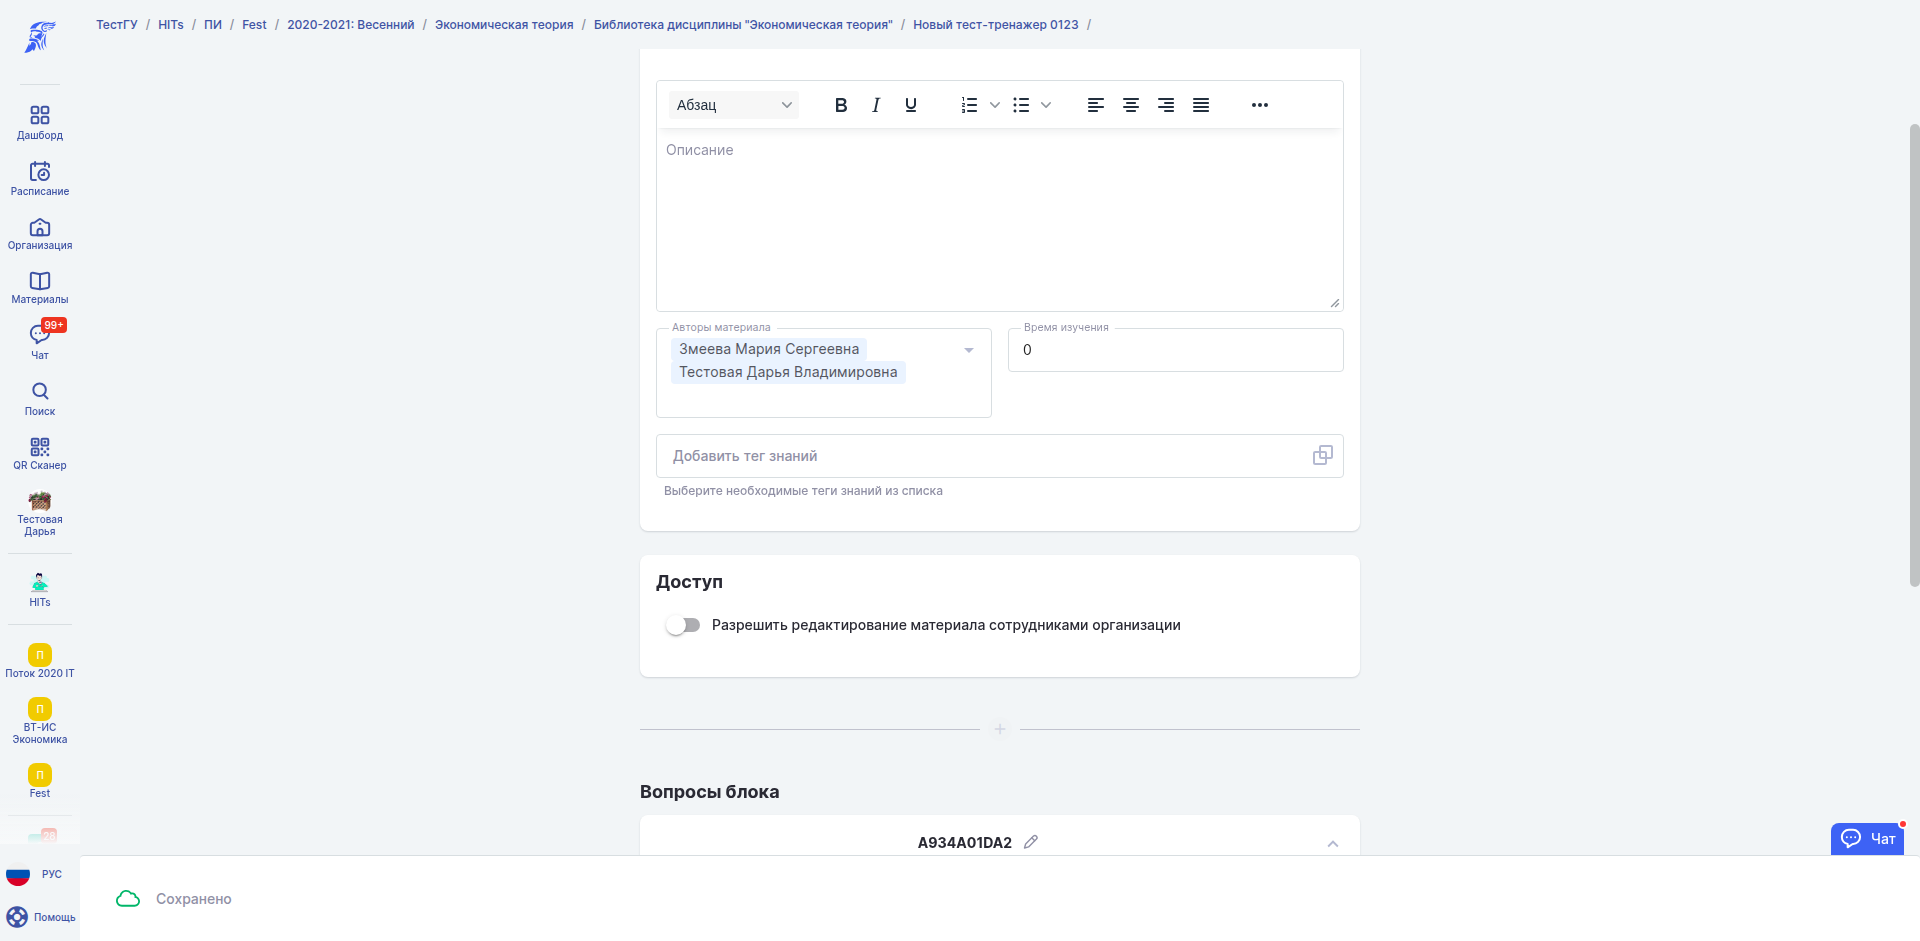 ТестГУ / HITs / ПИ / Fest / 2020-2021: Весенний / Экономическая теория / Библиотека дисциплины "Экономическая теория" / Новый тест-тренажер 0123 /
Дашборд
Расписание
Организация
Материалы
99+
Чат
Поиск
QR Сканер
Тестовая
Дарья
HITs
П
Поток 2020 IT
П
ВТ-ИС
Экономика
П
Fest
28
РУС
Помощь
Абзац
Описание
Авторы материала
Змеева Мария Сергеевна
Тестовая Дарья Владимировна
Время изучения
0
Добавить тег знаний
Выберите необходимые теги знаний из списка
Доступ
Разрешить редактирование материала сотрудниками организации
Вопросы блока
A934A01DA2
Чат
Сохранено